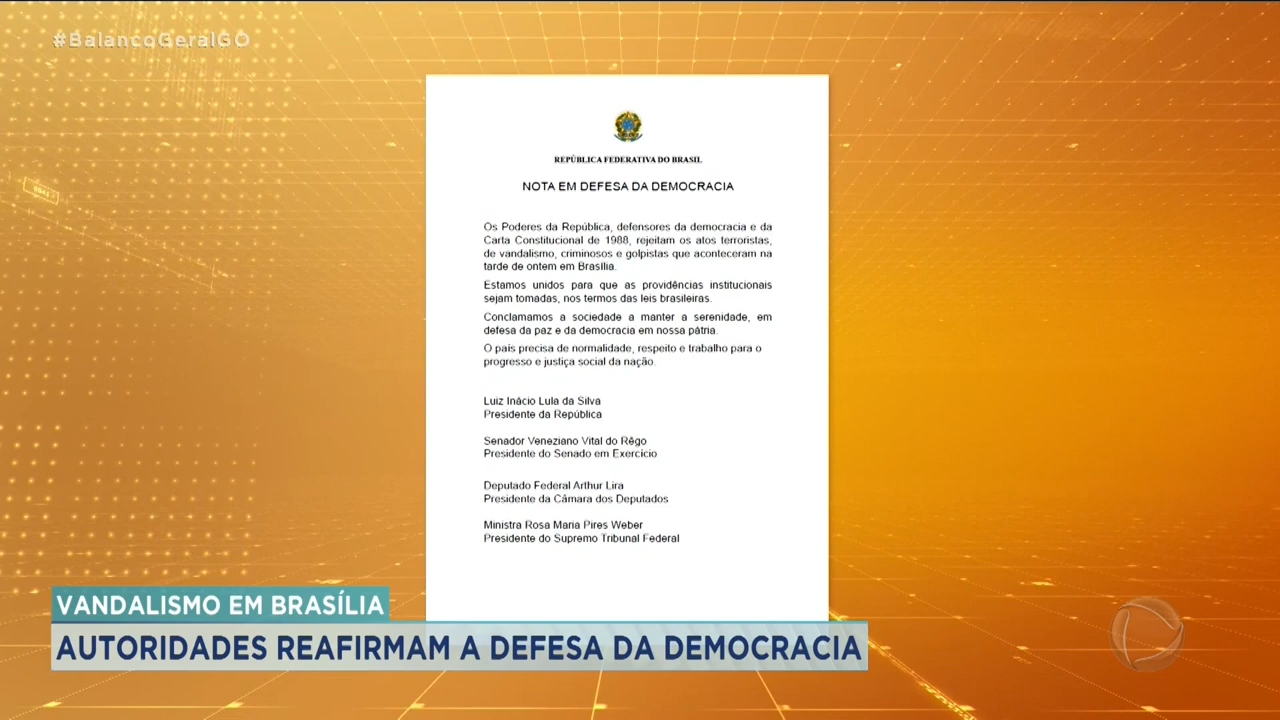 #BalancoGeralGO
REPÚBLICA FEDERATIVA DO BRASIL
NOTA EM DEFESA DA DEMOCRACIA
Os Poderes da República, defensores da democracia e da
Carta Constitucional de 1988, rejeitam os atos terroristas,
de vandalismo, criminosos e golpistas que aconteceram na
tarde de ontem em Brasília.
Estamos unidos para que as providências institucionais
sejam tomadas, nos termos das leis brasileiras.
Conclamamos a sociedade a manter a serenidade, em
defesa da paz e da democracia em nossa pátria.
O país precisa de normalidade, respeito e trabalho para o
progresso e justiça social da nação.
Luiz Inácio Lula da Silva
Presidente da República
Senador Veneziano Vital do Rêgo
Presidente do Senado em Exercício
Deputado Federal Arthur Lira
Presidente da Câmara dos Deputados
Ministra Rosa Maria Pires Weber
Presidente do Supremo Tribunal Federal
VANDALISMO EM BRASÍLIA
AUTORIDADES REAFIRMAM A DEFESA DA DEMOCRACIA